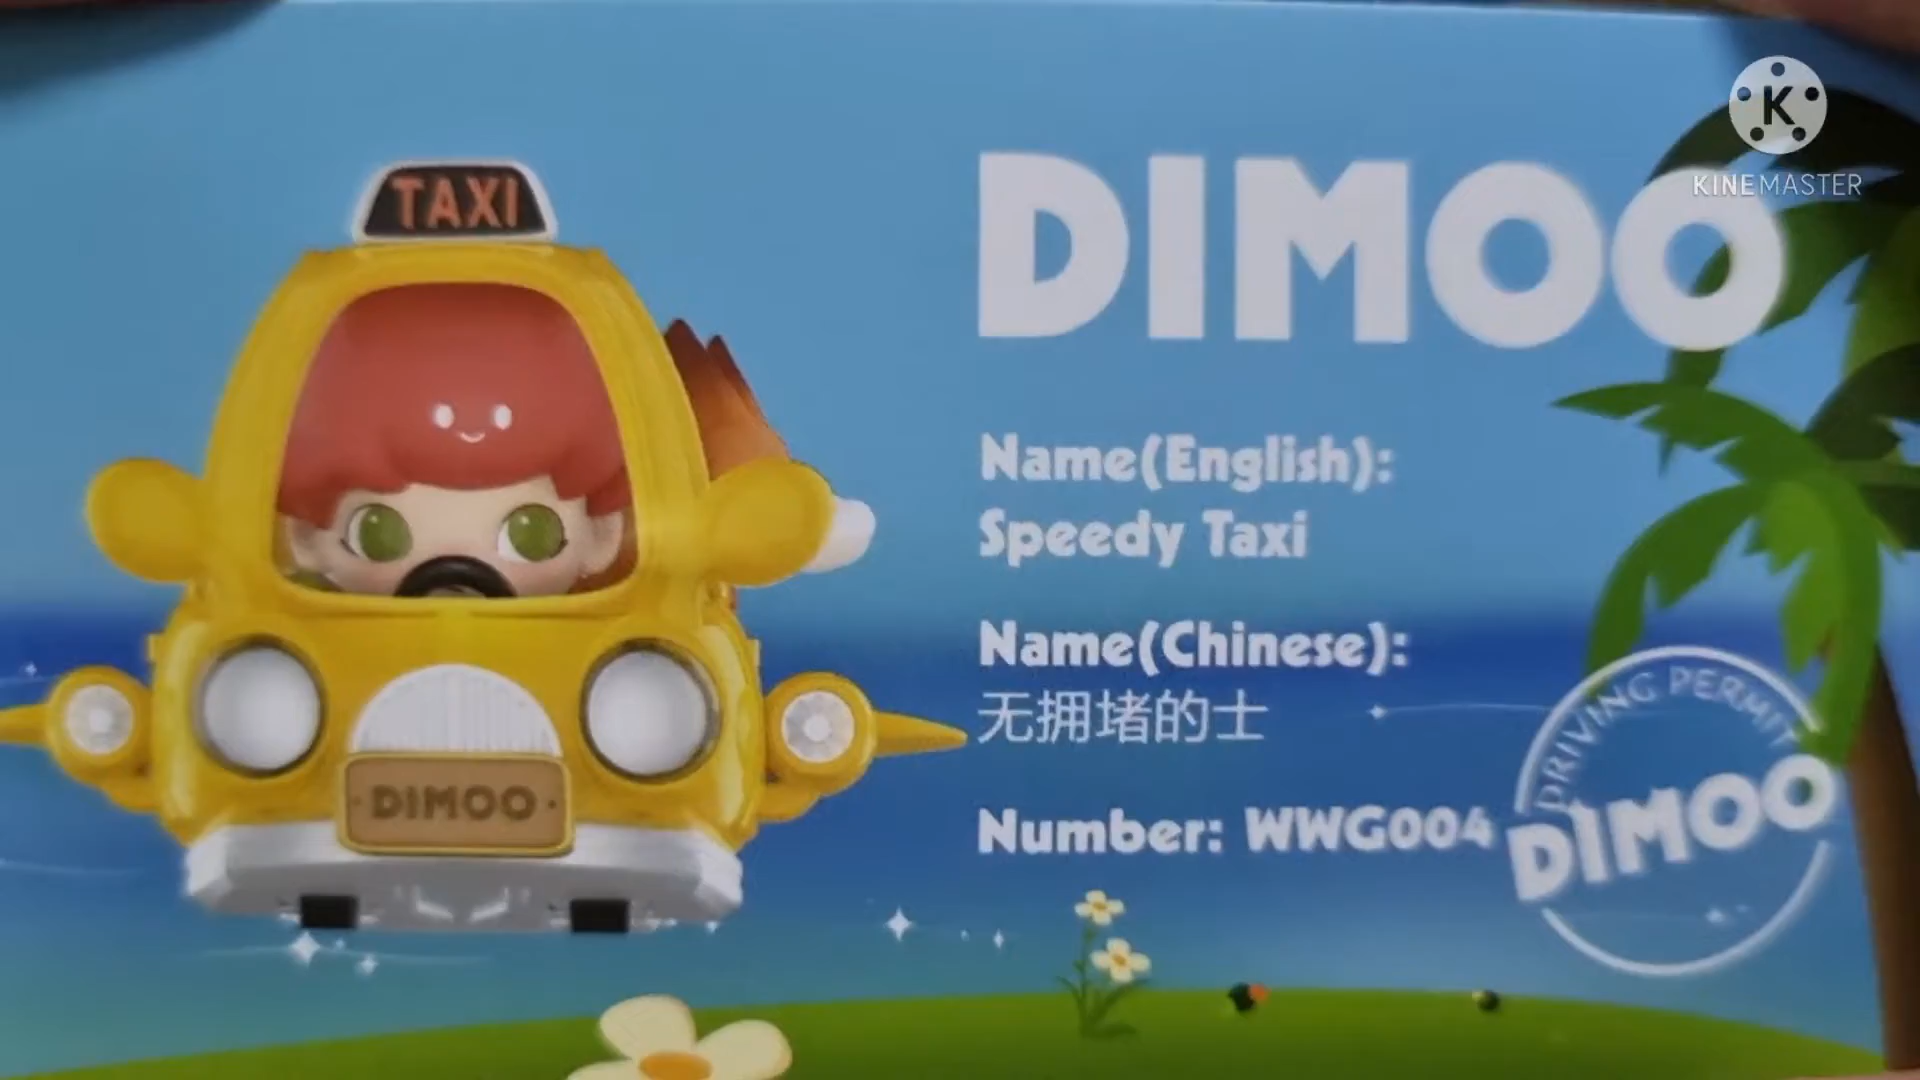 KINEMASTER
TAXI
DIMOO
Name(English):
Speedy Taxi
Name(Chinese):
无拥堵的士
Number: WWG004
DRIVING PERMIT
DIMOO
DIMOO